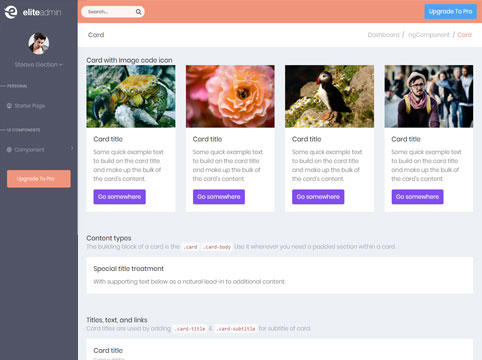 eliteadmin
Search...
Upgrade To Pro
Card
Dashboard / ngComponent / Card
Steave Gection
PERSONAL
Starter Page
UI COMPONENTS
Component
Upgrade To Pro
Card with Image code icon
Card title
Some quick example text
to build on the card title
and make up the bulk of
the card's content.
Go somewhere
Card title
Some quick example text
to build on the card title
and make up the bulk of
the card's content.
Go somewhere
Card title
Some quick example text
to build on the card title
and make up the bulk of
the card's content.
Go somewhere
Card title
Some quick example text
to build on the card title
and make up the bulk of
the card's content.
Go somewhere
Content types
The building block of a card is the .card .card-body Use it whenever you need a padded section within a card.
Special title treatment
With supporting text below as a natural lead-in to additional content.
Titles, text, and links
Card titles are used by adding .card-title & .card-subtitle for subtitle of card.
Card title
Card subtitle